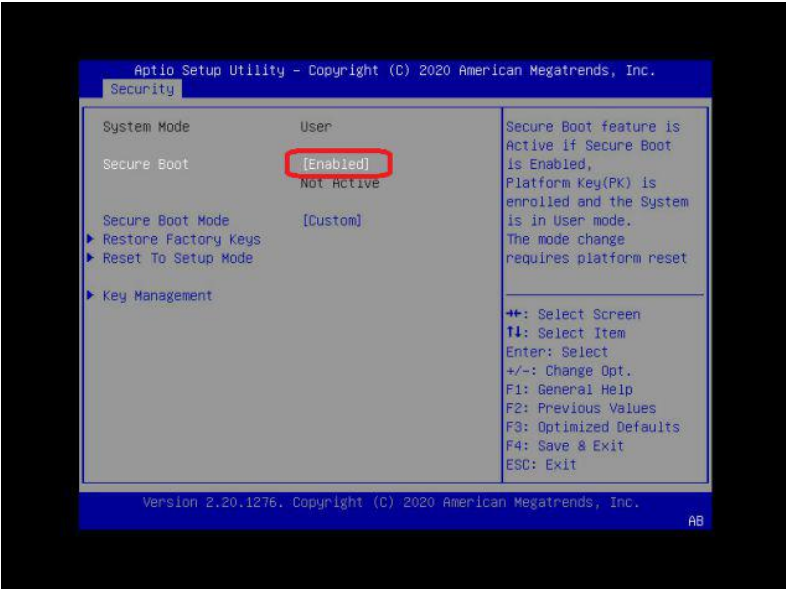 Aptio Setup Utility – Copyright (C) 2020 American Megatrends, Inc.
Security
System Mode User
Secure Boot [Enabled]
Not Active
Secure Boot Mode [Custom]
Restore Factory Keys
Reset To Setup Mode
Key Management
Secure Boot feature is
Active if Secure Boot
is Enabled,
Platform Key(PK) is
enrolled and the System
is in User mode.
The mode change
requires platform reset
→←: Select Screen
↑↓: Select Item
Enter: Select
+/-: Change Opt.
F1: General Help
F2: Previous Values
F3: Optimized Defaults
F4: Save & Exit
ESC: Exit
Version 2.20.1276. Copyright (C) 2020 American Megatrends, Inc.
AB